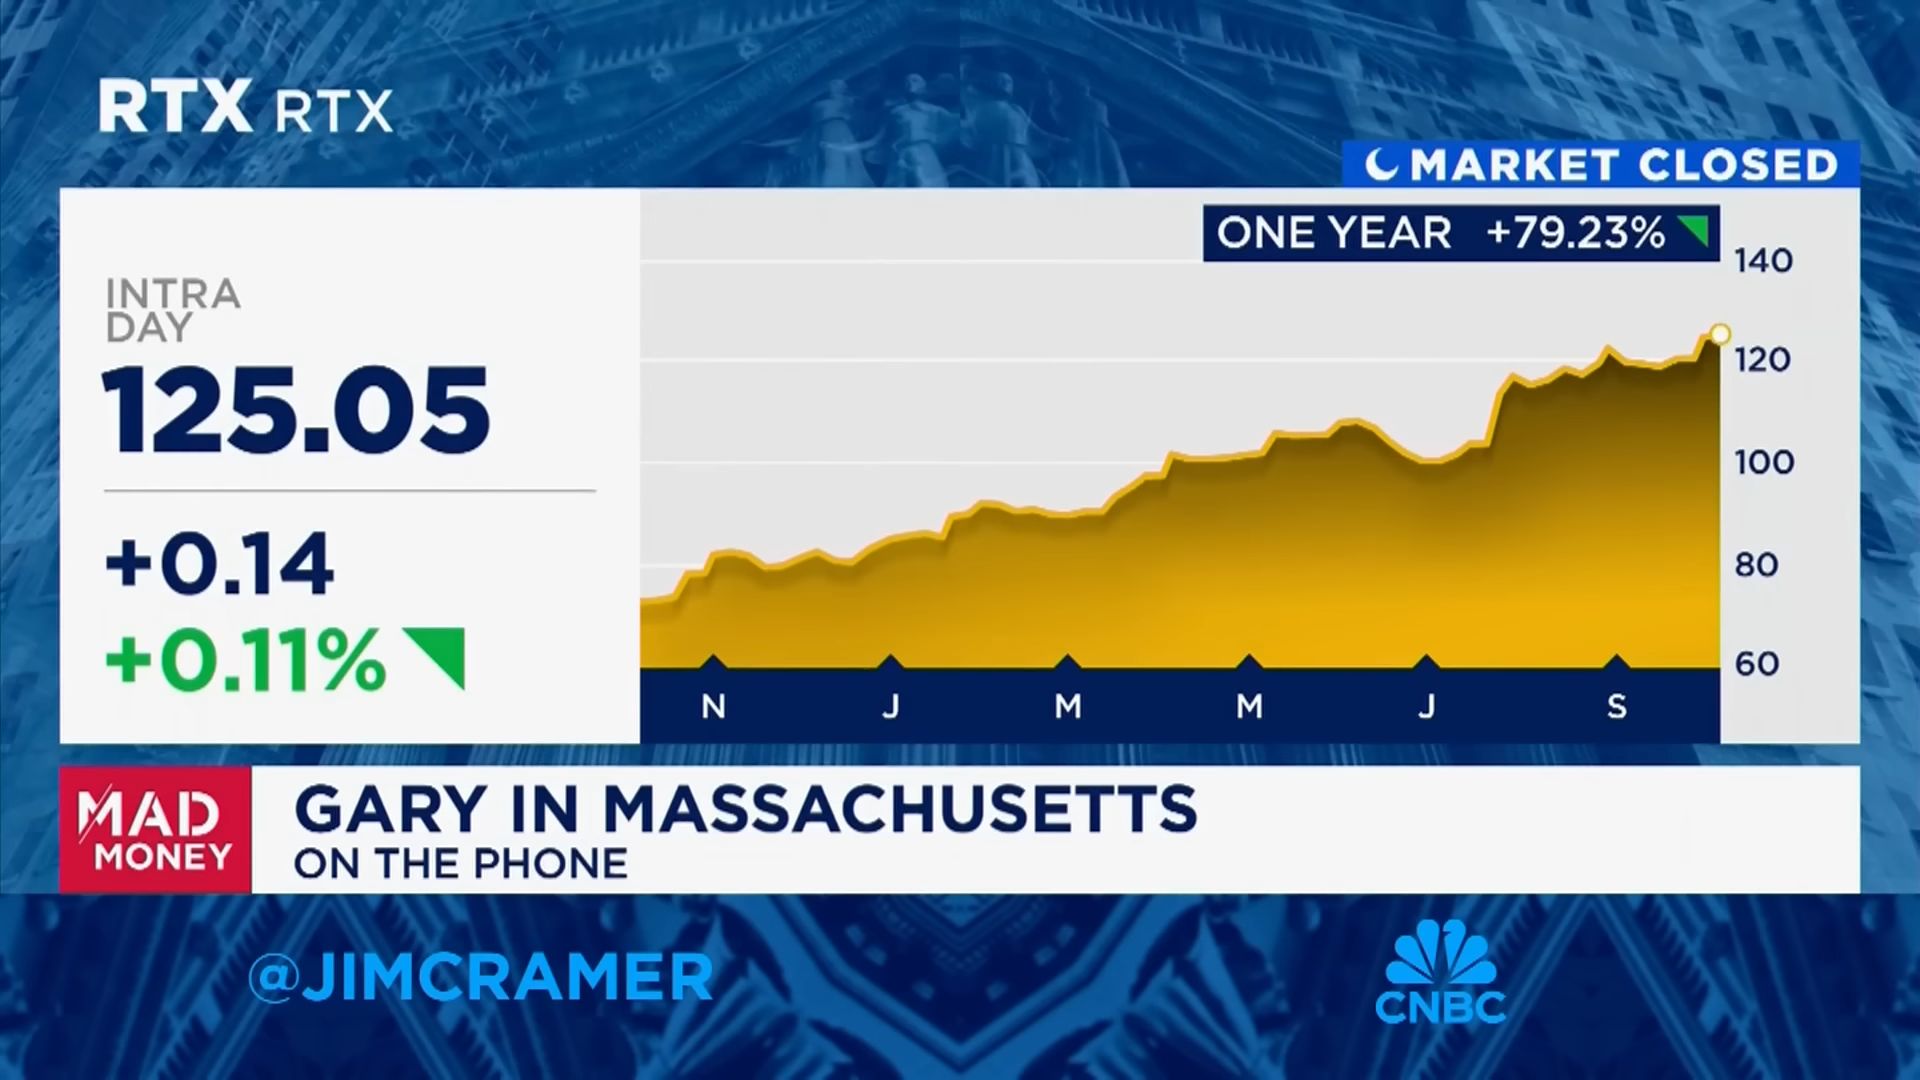 RTX RTX
MARKET CLOSED
ONE YEAR +79.23%
INTRA
DAY
125.05
+0.14
+0.11%
140
120
100
80
60
N J M M J S
MAD
MONEY
GARY IN MASSACHUSETTS
ON THE PHONE
@JIMCRAMER
CNBC